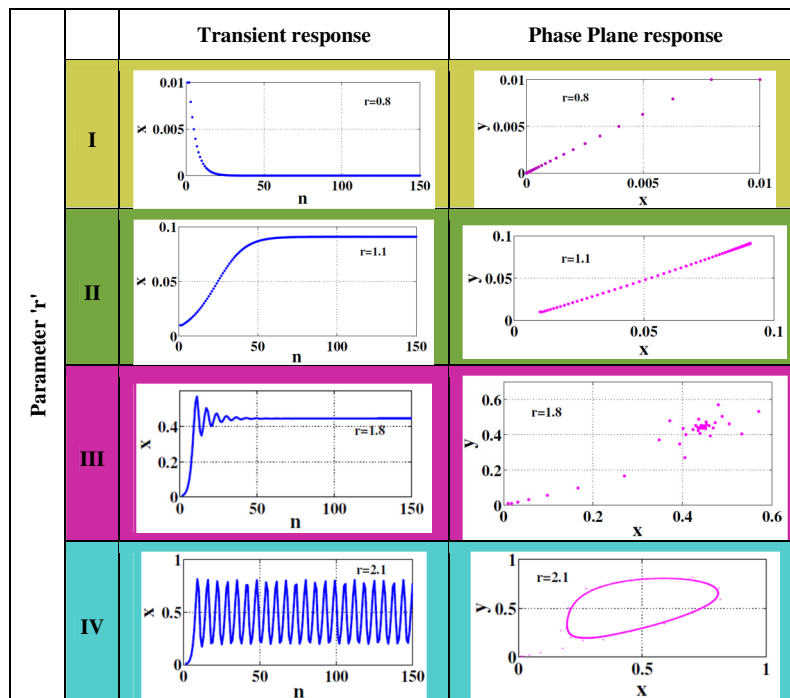 Transient response
Phase Plane response
Parameter 'r'
I
0.01
0.005
0
x
r=0.8
0
50
100
150
n
0.01
0.005
0
y
r=0.8
0
0.005
0.01
x
II
0.1
0.05
0
x
r=1.1
0
50
100
150
n
0.1
0.05
0
y
r=1.1
0
0.05
0.1
x
III
0.4
0.2
0
x
r=1.8
0
50
100
150
n
0.6
0.4
0.2
0
y
r=1.8
0
0.2
0.4
0.6
x
IV
1
0.5
0
x
r=2.1
0
50
100
150
n
1
0.5
0
y
r=2.1
0
0.5
1
x